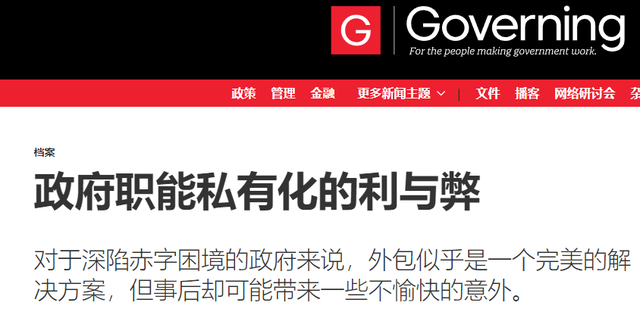 G Governing
For the people making government work.
政策 管理 金融 更多新闻主题 | 文件 播客 网络研讨会 杂
档案
政府职能私有化的利与弊
对于深陷赤字困境的政府来说，外包似乎是一个完美的解
决方案，但事后却可能带来一些不愉快的意外。